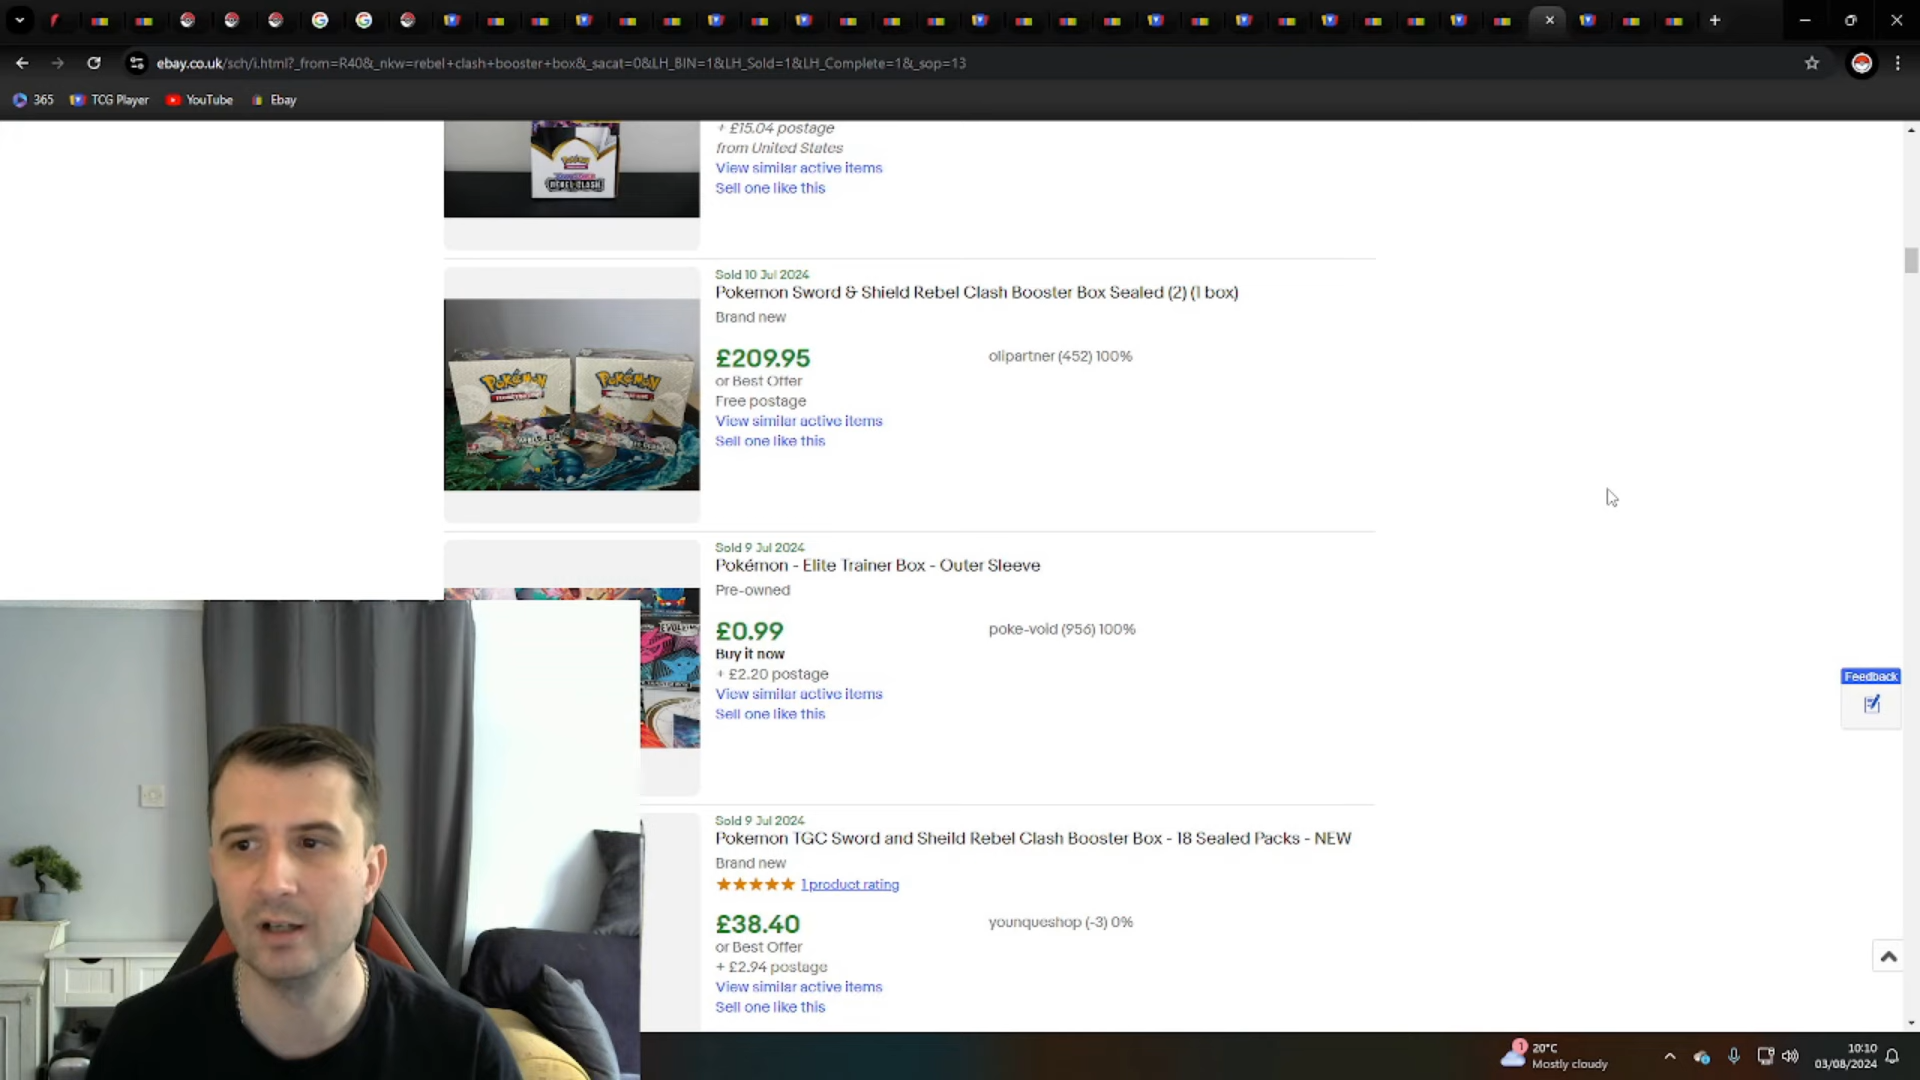 ebay.co.uk/sch/i.html?_from=R40&_nkw=rebel+clash+booster+box&_sacat=0&LH_BIN=1&LH_Sold=1&LH_Complete=1&_sop=13
365 TCG Player YouTube Ebay
+ £15.04 postage
from United States
View similar active items
Sell one like this
Pokémon
REBEL CLASH
Sold 10 Jul 2024
Pokemon Sword & Shield Rebel Clash Booster Box Sealed (2) (1 box)
Brand new
£209.95
olipartner (452) 100%
or Best Offer
Free postage
View similar active items
Sell one like this
POKÉMON POKÉMON
Sold 9 Jul 2024
Pokémon - Elite Trainer Box - Outer Sleeve
Pre-owned
£0.99
poke-void (956) 100%
Buy it now
+ £2.20 postage
View similar active items
Sell one like this
Feedback
Sold 9 Jul 2024
Pokemon TGC Sword and Sheild Rebel Clash Booster Box - 18 Sealed Packs - NEW
Brand new
1 product rating
£38.40
younqueshop (-3) 0%
or Best Offer
+ £2.94 postage
View similar active items
Sell one like this
1
20°C
Mostly cloudy
10:10
03/08/2024